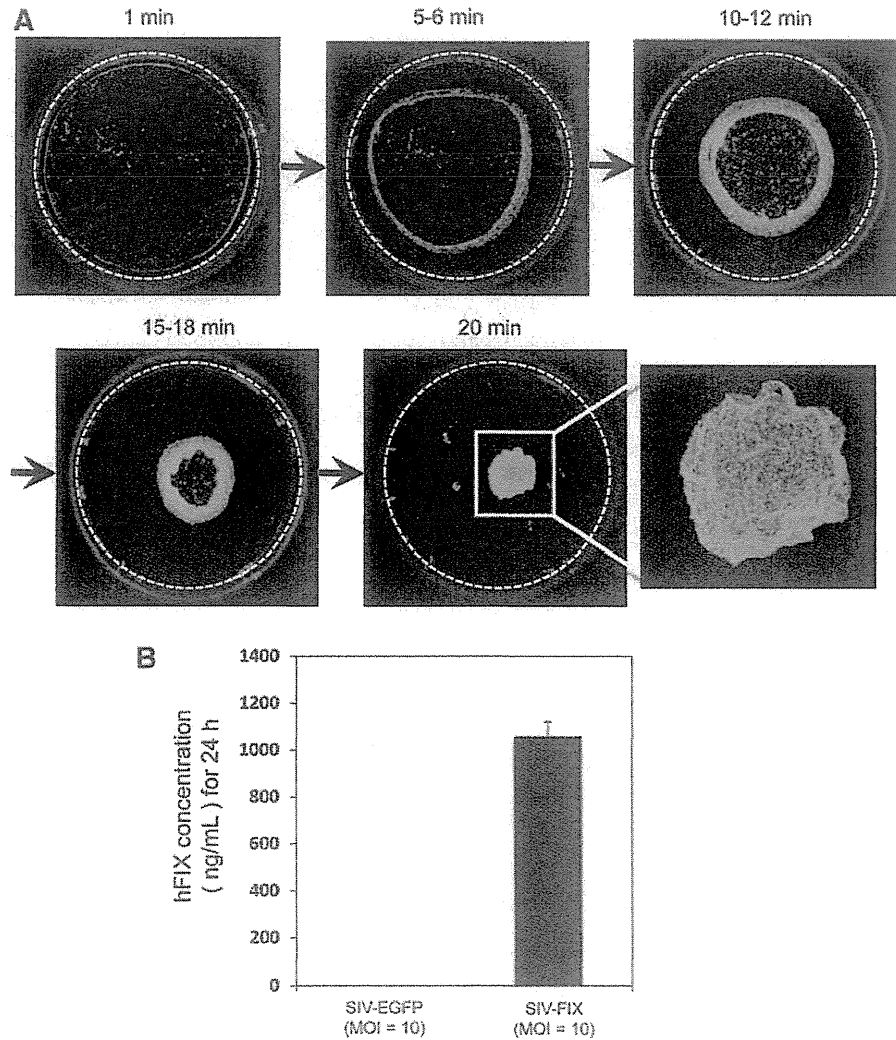 A
1 min
5-6 min
10-12 min
15-18 min
20 min
B
hFIX concentration
( ng/mL ) for 24 h
1400
1200
1000
800
600
400
200
0
SIV-EGFP
(MOI = 10)
SIV-FIX
(MOI = 10)